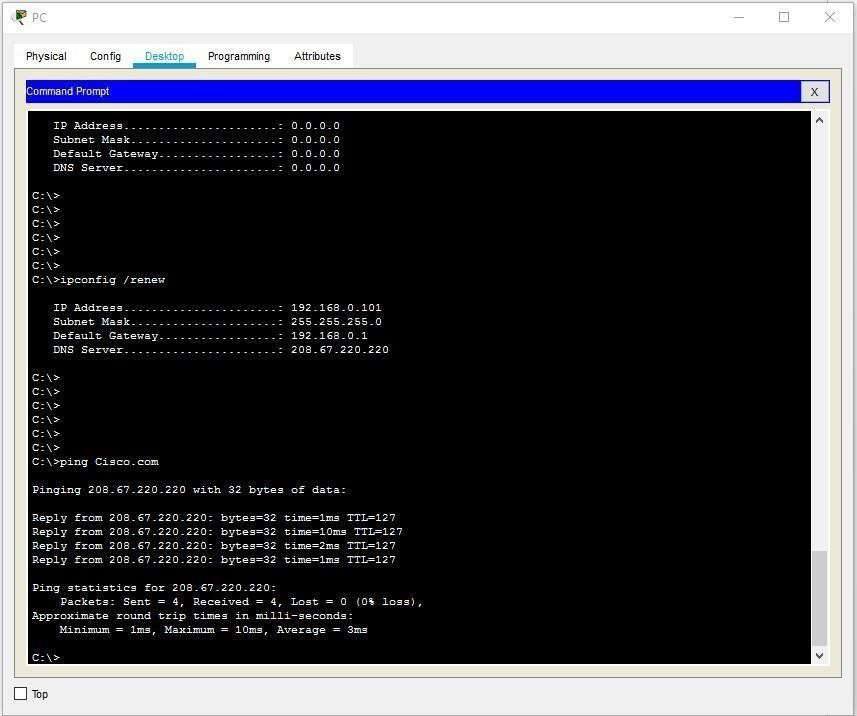 PC
Physical Config Desktop Programming Attributes
Command Prompt X
IP Address......................: 0.0.0.0
Subnet Mask.....................: 0.0.0.0
Default Gateway.................: 0.0.0.0
DNS Server......................: 0.0.0.0
C:\>
C:\>
C:\>
C:\>
C:\>
C:\>
C:\>ipconfig /renew
IP Address......................: 192.168.0.101
Subnet Mask.....................: 255.255.255.0
Default Gateway.................: 192.168.0.1
DNS Server......................: 208.67.220.220
C:\>
C:\>
C:\>
C:\>
C:\>
C:\>
C:\>ping Cisco.com
Pinging 208.67.220.220 with 32 bytes of data:
Reply from 208.67.220.220: bytes=32 time=1ms TTL=127
Reply from 208.67.220.220: bytes=32 time=10ms TTL=127
Reply from 208.67.220.220: bytes=32 time=2ms TTL=127
Reply from 208.67.220.220: bytes=32 time=1ms TTL=127
Ping statistics for 208.67.220.220:
Packets: Sent = 4, Received = 4, Lost = 0 (0% loss),
Approximate round trip times in milli-seconds:
Minimum = 1ms, Maximum = 10ms, Average = 3ms
C:\>
Top